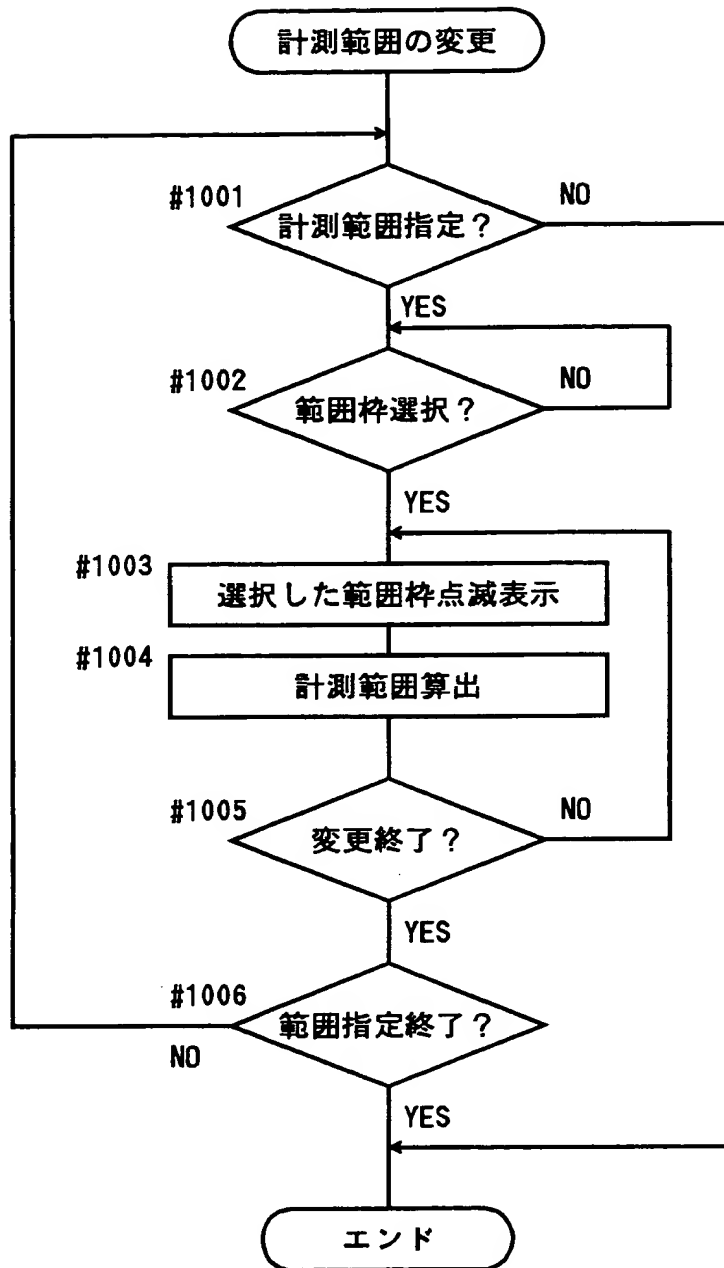 計測範囲の変更
#1001
計測範囲指定?
NO
YES
#1002
範囲枠選択?
NO
YES
#1003
選択した範囲枠点滅表示
#1004
計測範囲算出
#1005
変更終了?
NO
YES
#1006
範囲指定終了?
NO
YES
エンド